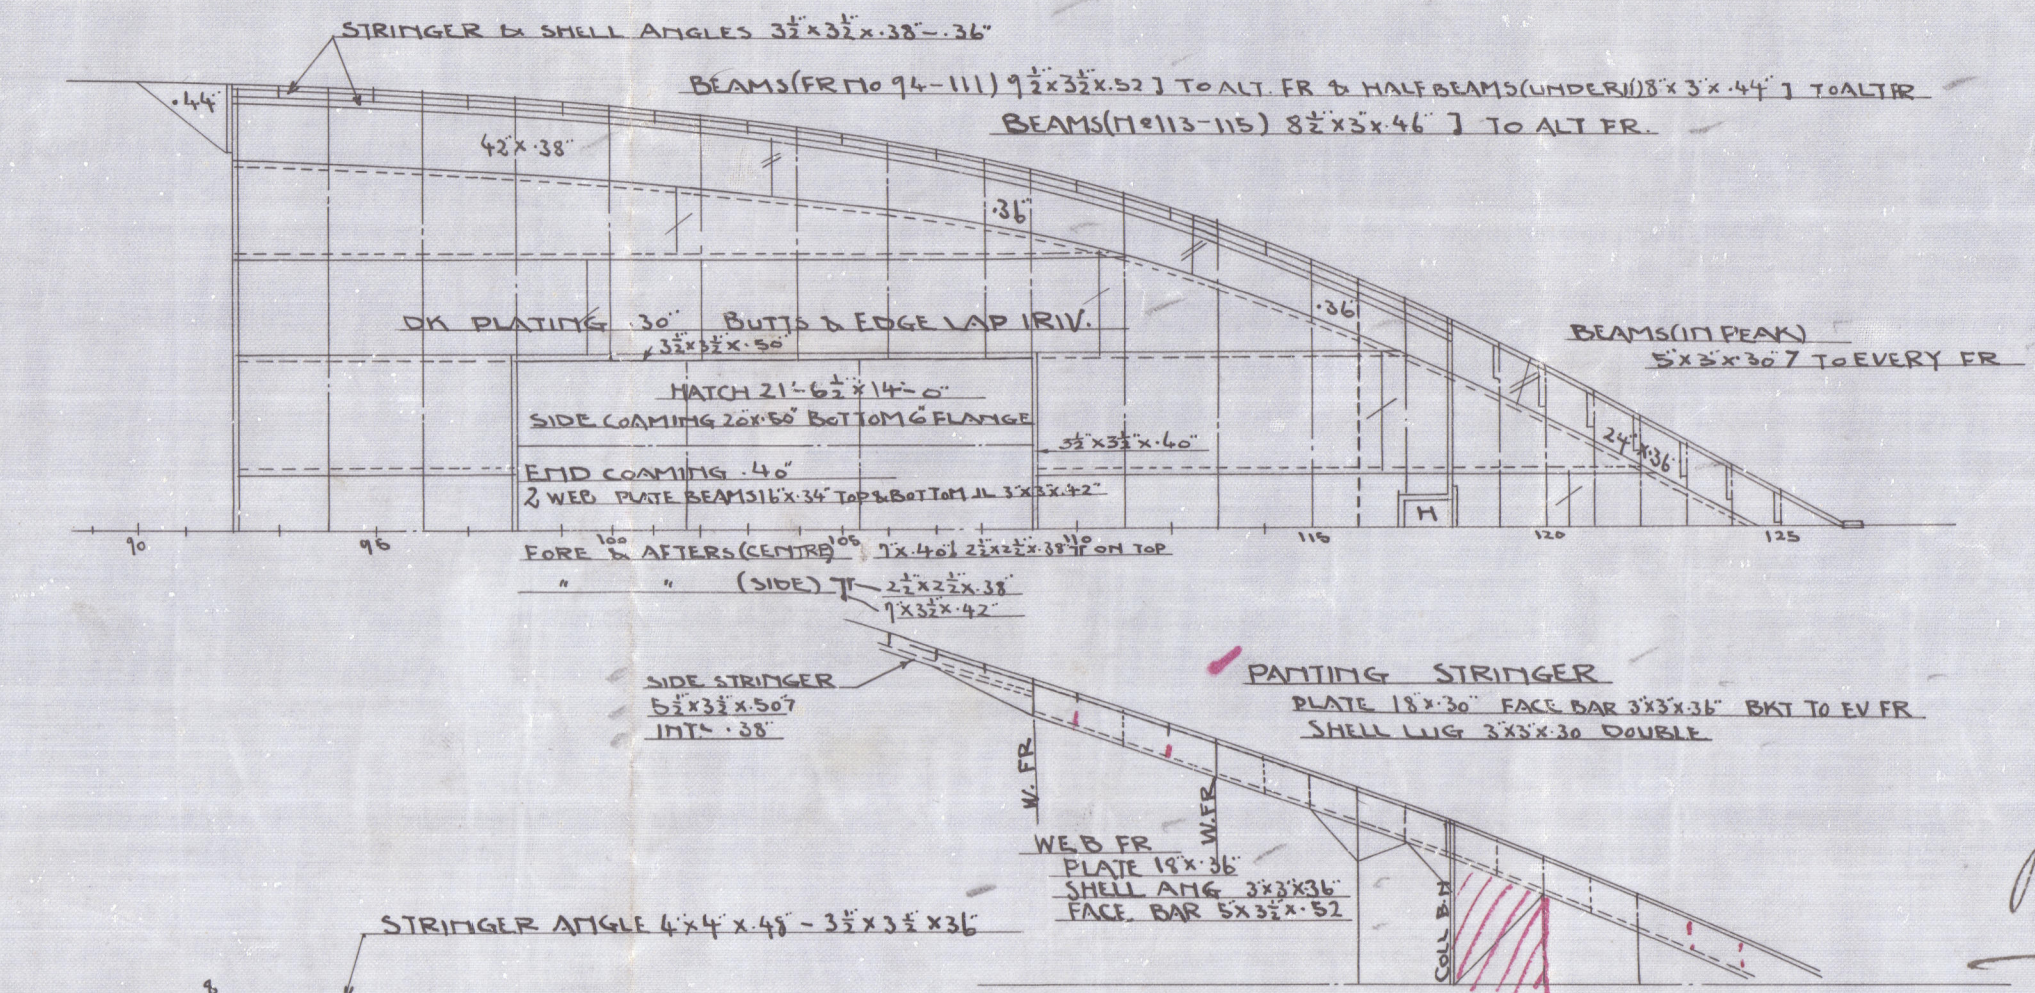 STRINGER & SHELL ANGLES 3½"×3½"×.38"-.36"
BEAMS (FR No 94-111) 9½"×3½"×.52 ] TO ALT. FR & HALF BEAMS (UNDER 111) 8"×3"×.44" ] TO ALT FR
BEAMS (No 113-115) 8½"×3"×.46" ] TO ALT FR.
.44"
42"×.38"
.36"
.36"
DK PLATING .30" BUTTS & EDGE LAP 1 RIV.
3½"×3½"×.50"
BEAMS (IN PEAK)
5"×3"×.30 7 TO EVERY FR
HATCH 21'-6½"×14'-0"
SIDE COAMING 20"×.50" BOTTOM 6" FLANGE
3½"×3½"×.40"
24"×.36"
END COAMING .40"
2 WEB PLATE BEAMS 16"×.34" TOP & BOTTOM ⅃L 3"×3"×.42"
H
90 95 100 105 110 115 120 125
FORE & AFTERS (CENTRE) 7"×.40" 2½"×2½"×.38" ON TOP
" " (SIDE) 2½"×2½"×.38"
7"×3½"×.42"
SIDE STRINGER
5½"×3½"×.50 7
INTL .38"
PANTING STRINGER
PLATE 18"×.30" FACE BAR 3"×3"×.36" BKT TO EV FR
SHELL LUG 3"×3"×.30 DOUBLE
W. FR
W. FR
WEB FR
PLATE 18"×.36"
SHELL ANG 3"×3"×.36"
FACE BAR 5×3½"×.52
COLL B.H
STRINGER ANGLE 4"×4"×.48" - 3½"×3½"×.36"
&